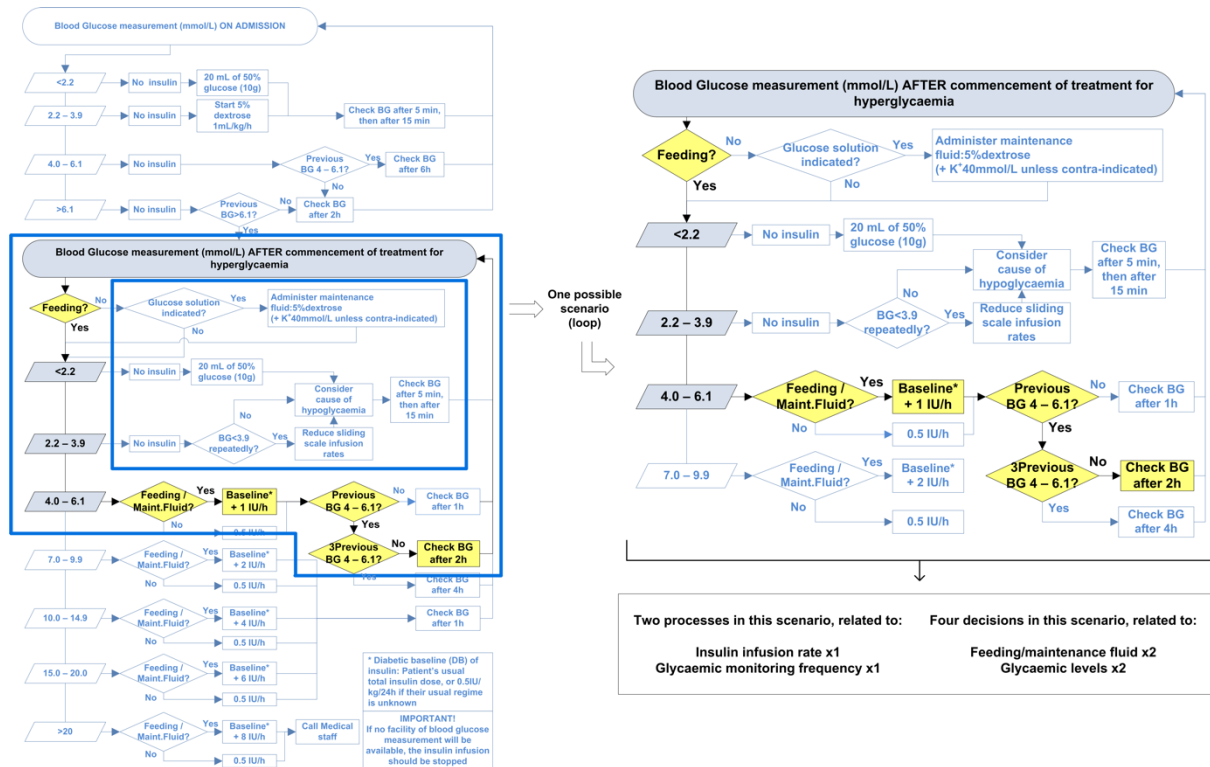 Blood Glucose measurement (mmol/L) ON ADMISSION
<2.2
No insulin
20 mL of 50%
glucose (10g)
2.2 – 3.9
No insulin
Start 5%
dextrose
1mL/kg/h
Check BG after 5 min,
then after 15 min
4.0 – 6.1
No insulin
Previous
BG 4 – 6.1?
Yes
Check BG
after 6h
No
>6.1
No insulin
Previous
BG>6.1?
No
Check BG
after 2h
Yes
Blood Glucose measurement (mmol/L) AFTER commencement of treatment for
hyperglycaemia
Feeding?
No
Glucose solution
indicated?
Yes
Administer maintenance
fluid:5%dextrose
(+ K+40mmol/L unless contra-indicated)
Yes
No
<2.2
No insulin
20 mL of 50%
glucose (10g)
Consider
cause of
hypoglycaemia
Check BG
after 5 min,
then after
15 min
No
2.2 – 3.9
No insulin
BG<3.9
repeatedly?
Yes
Reduce sliding
scale infusion
rates
4.0 – 6.1
Feeding /
Maint.Fluid?
Yes
Baseline*
+ 1 IU/h
Previous
BG 4 – 6.1?
No
Check BG
after 1h
No
0.5 IU/h
Yes
3Previous
BG 4 – 6.1?
No
Check BG
after 2h
Yes
Check BG
after 4h
7.0 – 9.9
Feeding /
Maint.Fluid?
Yes
Baseline*
+ 2 IU/h
No
0.5 IU/h
10.0 – 14.9
Feeding /
Maint.Fluid?
Yes
Baseline*
+ 4 IU/h
Check BG
after 1h
No
0.5 IU/h
15.0 – 20.0
Feeding /
Maint.Fluid?
Yes
Baseline*
+ 6 IU/h
No
0.5 IU/h
>20
Feeding /
Maint.Fluid?
Yes
Baseline*
+ 8 IU/h
Call Medical
staff
No
0.5 IU/h
* Diabetic baseline (DB) of
insulin: Patient's usual
total insulin dose, or 0.5IU/
kg/24h if their usual regime
is unknown
IMPORTANT!
If no facility of blood glucose
measurement will be
available, the insulin infusion
should be stopped
One possible
scenario
(loop)
Blood Glucose measurement (mmol/L) AFTER commencement of treatment for
hyperglycaemia
Feeding?
No
Glucose solution
indicated?
Yes
Administer maintenance
fluid:5%dextrose
(+ K+40mmol/L unless contra-indicated)
Yes
No
<2.2
No insulin
20 mL of 50%
glucose (10g)
Consider
cause of
hypoglycaemia
Check BG
after 5 min,
then after
15 min
No
2.2 – 3.9
No insulin
BG<3.9
repeatedly?
Yes
Reduce sliding
scale infusion
rates
4.0 – 6.1
Feeding /
Maint.Fluid?
Yes
Baseline*
+ 1 IU/h
Previous
BG 4 – 6.1?
No
Check BG
after 1h
No
0.5 IU/h
Yes
7.0 – 9.9
Feeding /
Maint.Fluid?
Yes
Baseline*
+ 2 IU/h
3Previous
BG 4 – 6.1?
No
Check BG
after 2h
No
0.5 IU/h
Yes
Check BG
after 4h
Two processes in this scenario, related to:
Insulin infusion rate x1
Glycaemic monitoring frequency x1
Four decisions in this scenario, related to:
Feeding/maintenance fluid x2
Glycaemic levels x2